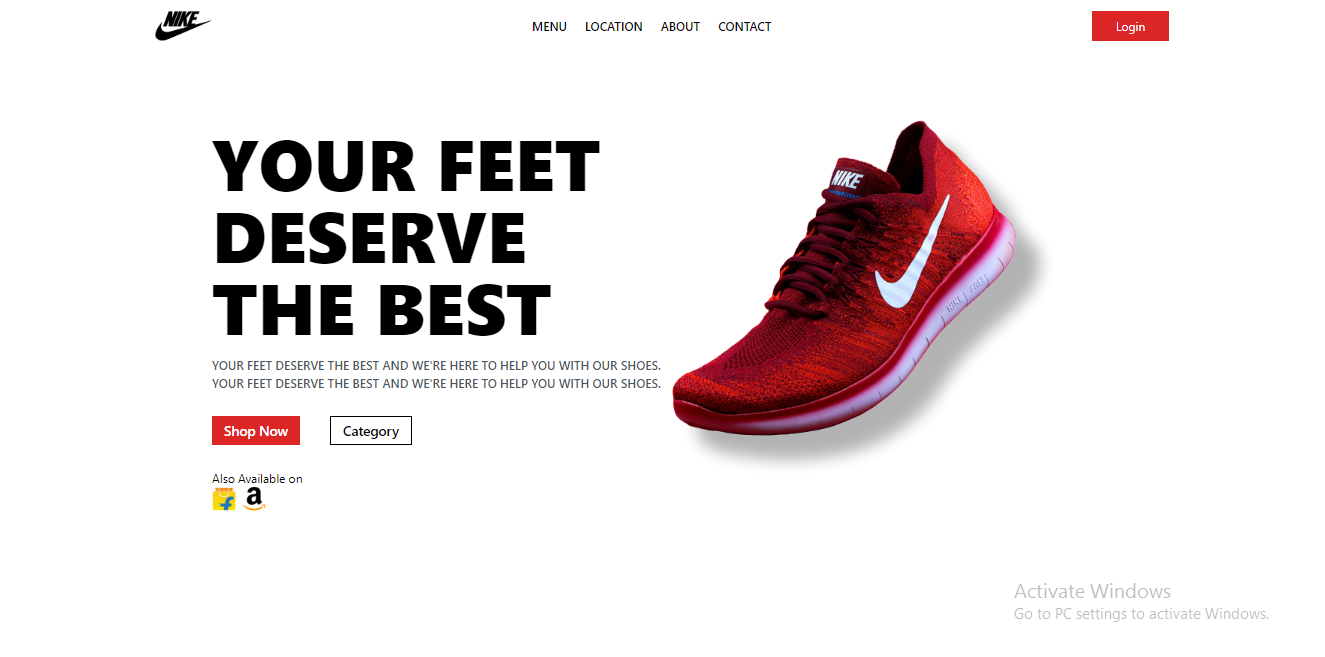 NIKE
MENU LOCATION ABOUT CONTACT
Login
YOUR FEET
DESERVE
THE BEST
NIKE
NIKE FREE
YOUR FEET DESERVE THE BEST AND WE'RE HERE TO HELP YOU WITH OUR SHOES.
YOUR FEET DESERVE THE BEST AND WE'RE HERE TO HELP YOU WITH OUR SHOES.
Shop Now
Category
Also Available on
f
a
Activate Windows
Go to PC settings to activate Windows.